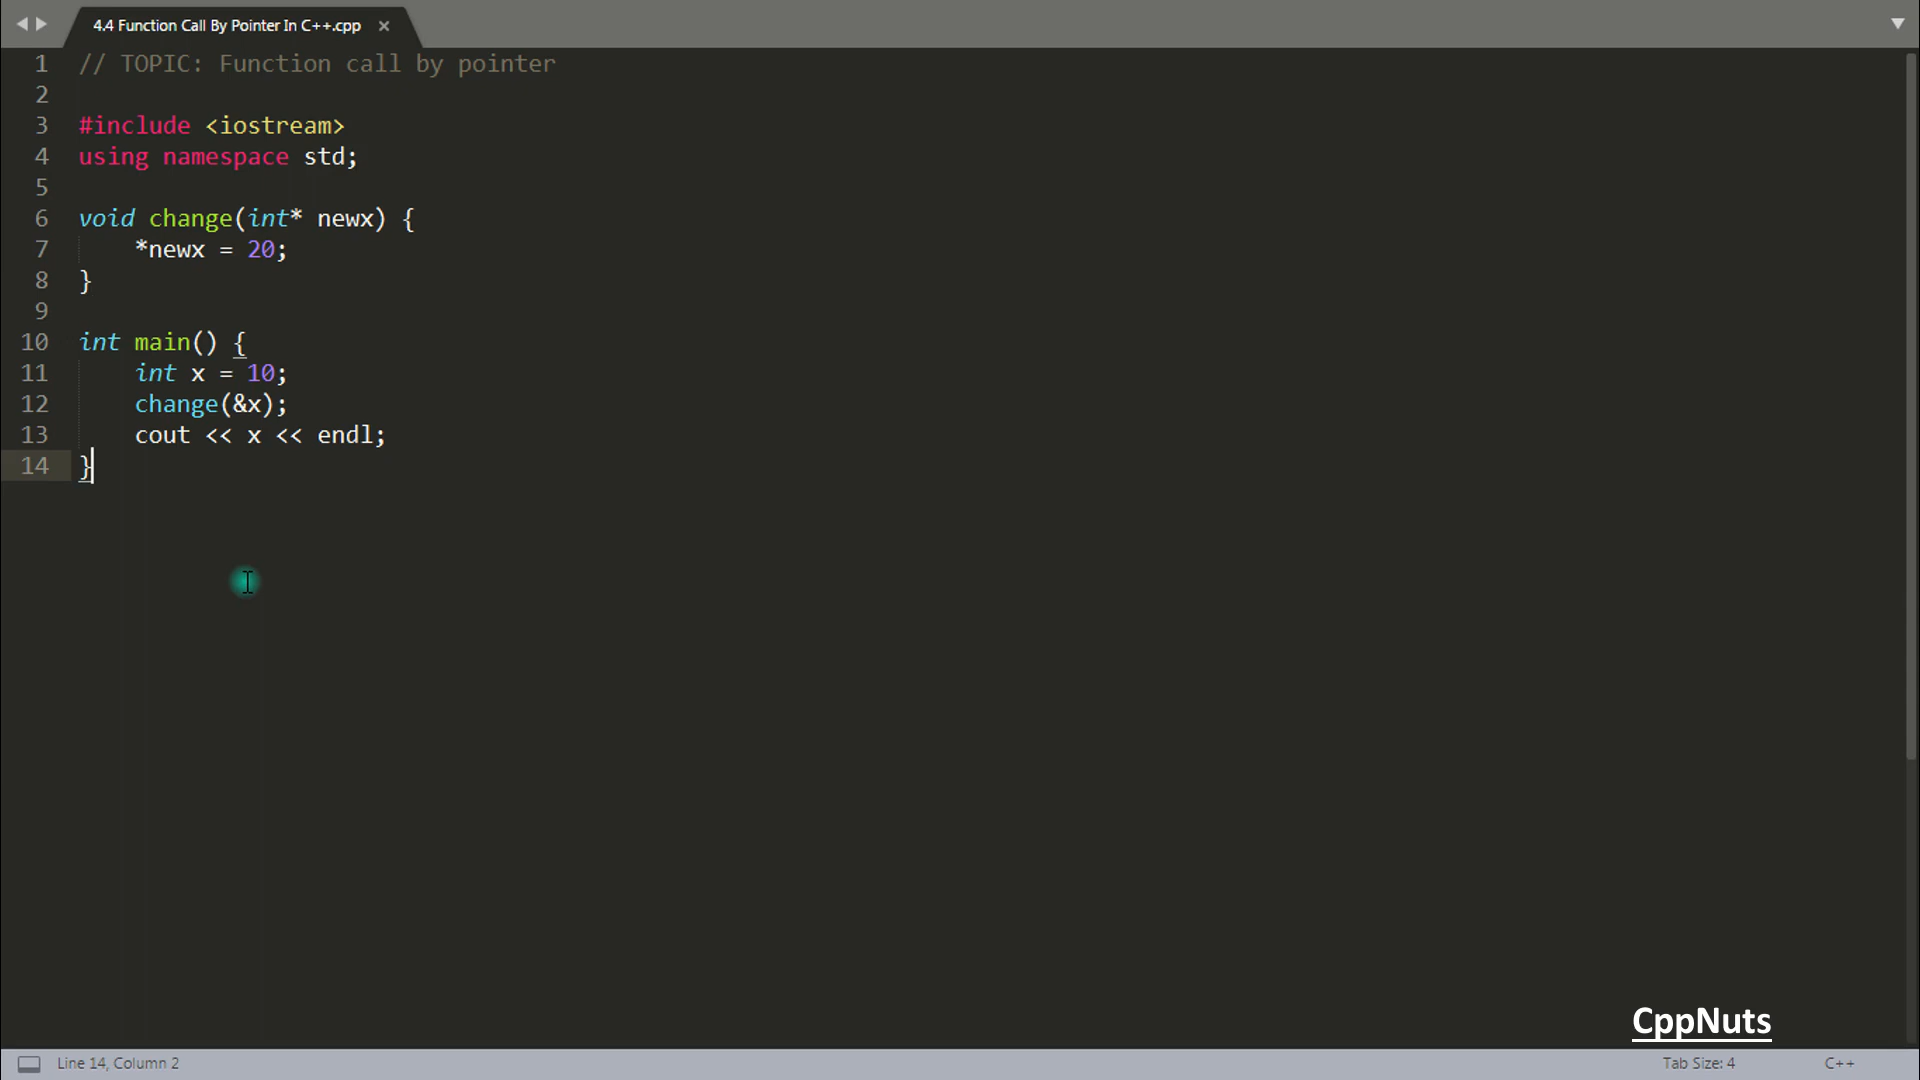 4.4 Function Call By Pointer In C++.cpp ×
1 // TOPIC: Function call by pointer
2
3 #include <iostream>
4 using namespace std;
5
6 void change(int* newx) {
7     *newx = 20;
8 }
9
10 int main() {
11     int x = 10;
12     change(&x);
13     cout << x << endl;
14 }
CppNuts
Line 14, Column 2 Tab Size: 4 C++